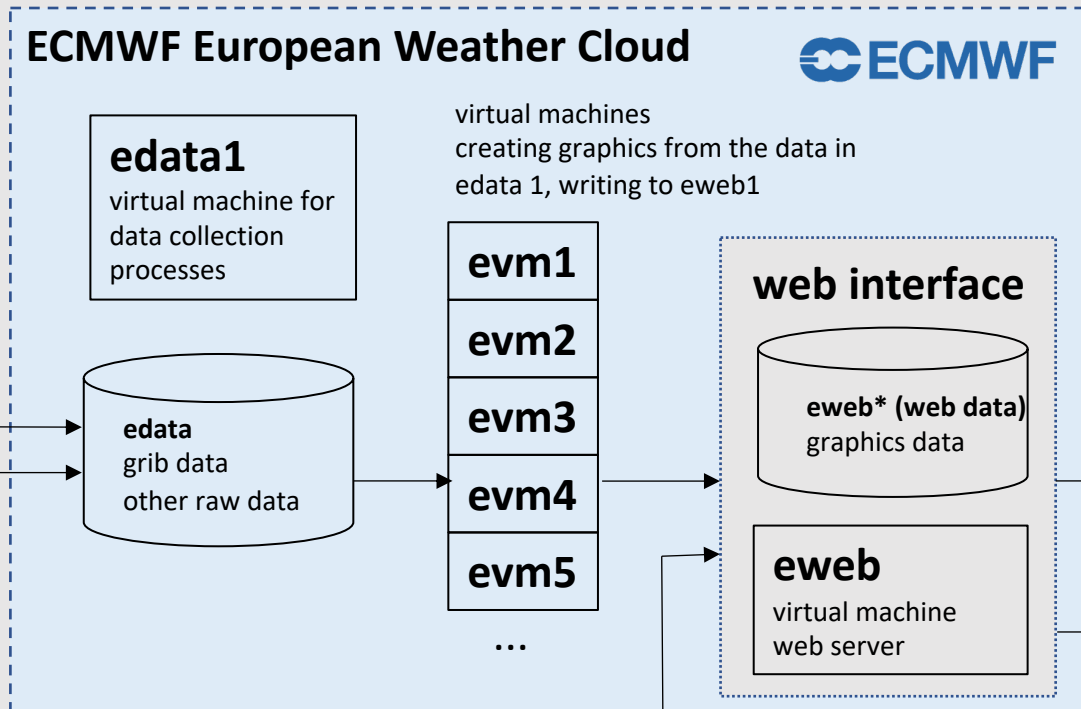 ECMWF European Weather Cloud
ECMWF
edata1
virtual machine for
data collection
processes
virtual machines
creating graphics from the data in
edata 1, writing to eweb1
edata
grib data
other raw data
evm1
evm2
evm3
evm4
evm5
...
web interface
eweb* (web data)
graphics data
eweb
virtual machine
web server